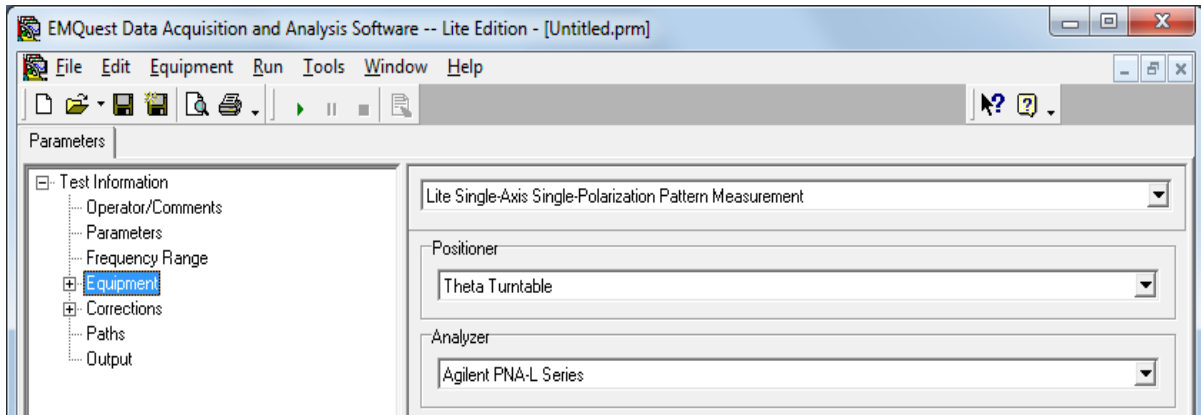 EMQuest Data Acquisition and Analysis Software -- Lite Edition - [Untitled.prm]
File Edit Equipment Run Tools Window Help
Parameters
Test Information
Operator/Comments
Parameters
Frequency Range
Equipment
Corrections
Paths
Output
Lite Single-Axis Single-Polarization Pattern Measurement
Positioner
Theta Turntable
Analyzer
Agilent PNA-L Series